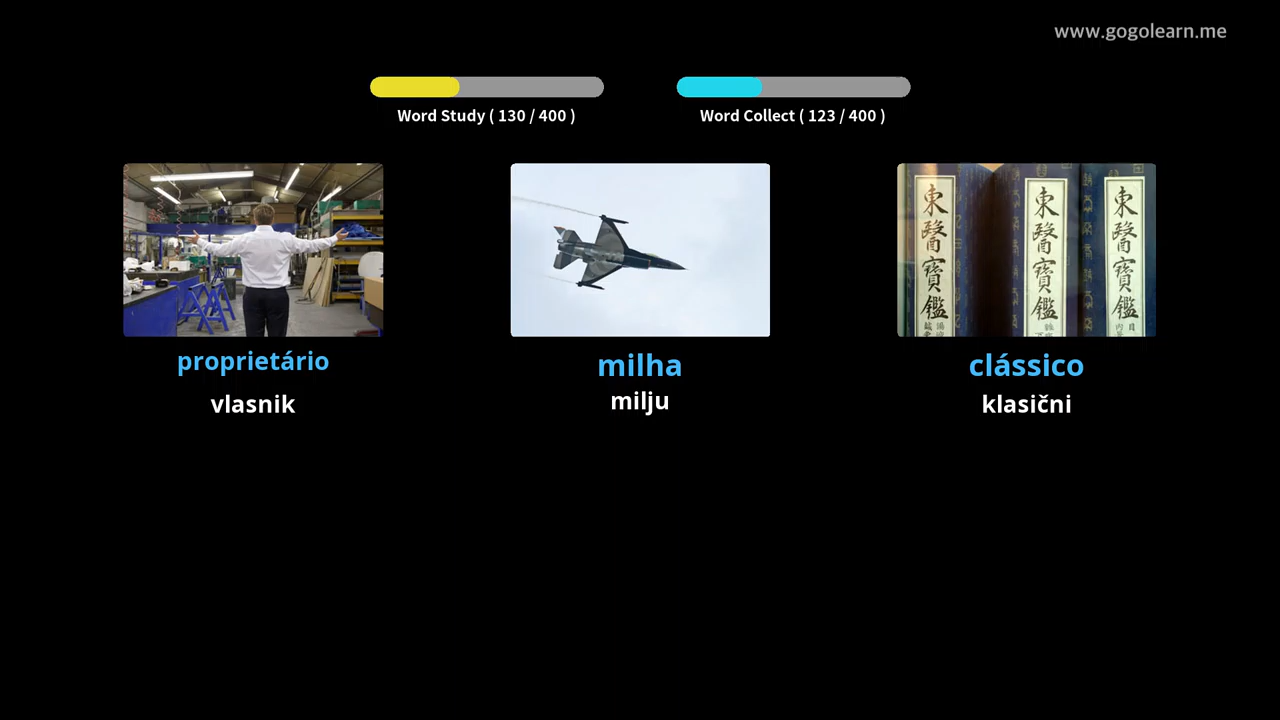 www.gogolearn.me
Word Study ( 130 / 400 )
Word Collect ( 123 / 400 )
東醫寶鑑
東醫寶鑑
東醫寶鑑
proprietário
milha
clássico
vlasnik
milju
klasični